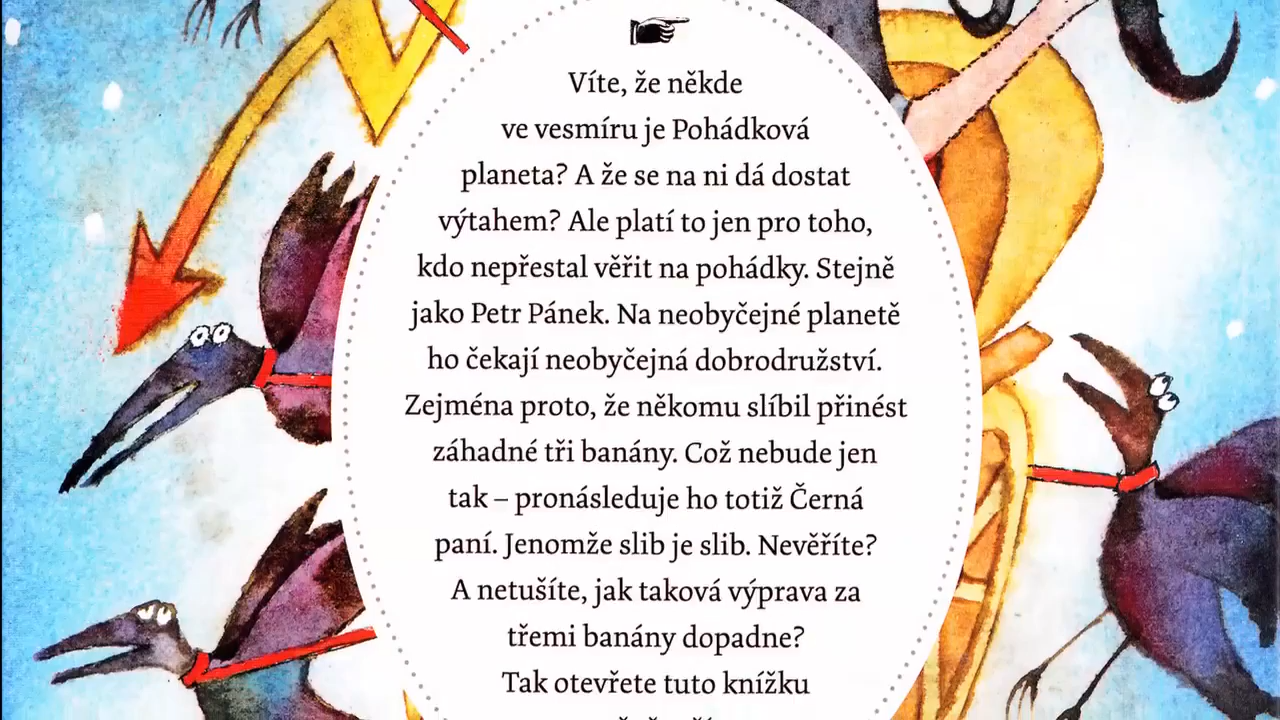 Víte, že někde
ve vesmíru je Pohádková
planeta? A že se na ni dá dostat
výtahem? Ale platí to jen pro toho,
kdo nepřestal věřit na pohádky. Stejně
jako Petr Pánek. Na neobyčejné planetě
ho čekají neobyčejná dobrodružství.
Zejména proto, že někomu slíbil přinést
záhadné tři banány. Což nebude jen
tak – pronásleduje ho totiž Černá
paní. Jenomže slib je slib. Nevěříte?
A netušíte, jak taková výprava za
třemi banány dopadne?
Tak otevřete tuto knížku